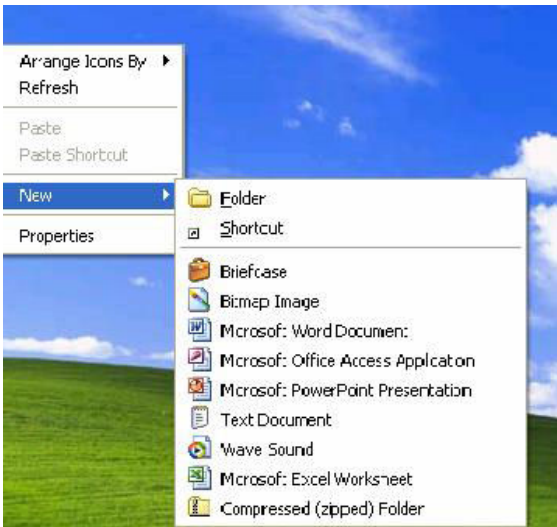 Arrange Icons By
Refresh
Paste
Paste Shortcut
New
Properties
Folder
Shortcut
Briefcase
Bitmap Image
Microsoft Word Document
Microsoft Office Access Application
Microsoft PowerPoint Presentation
Text Document
Wave Sound
Microsoft Excel Worksheet
Compressed (zipped) Folder